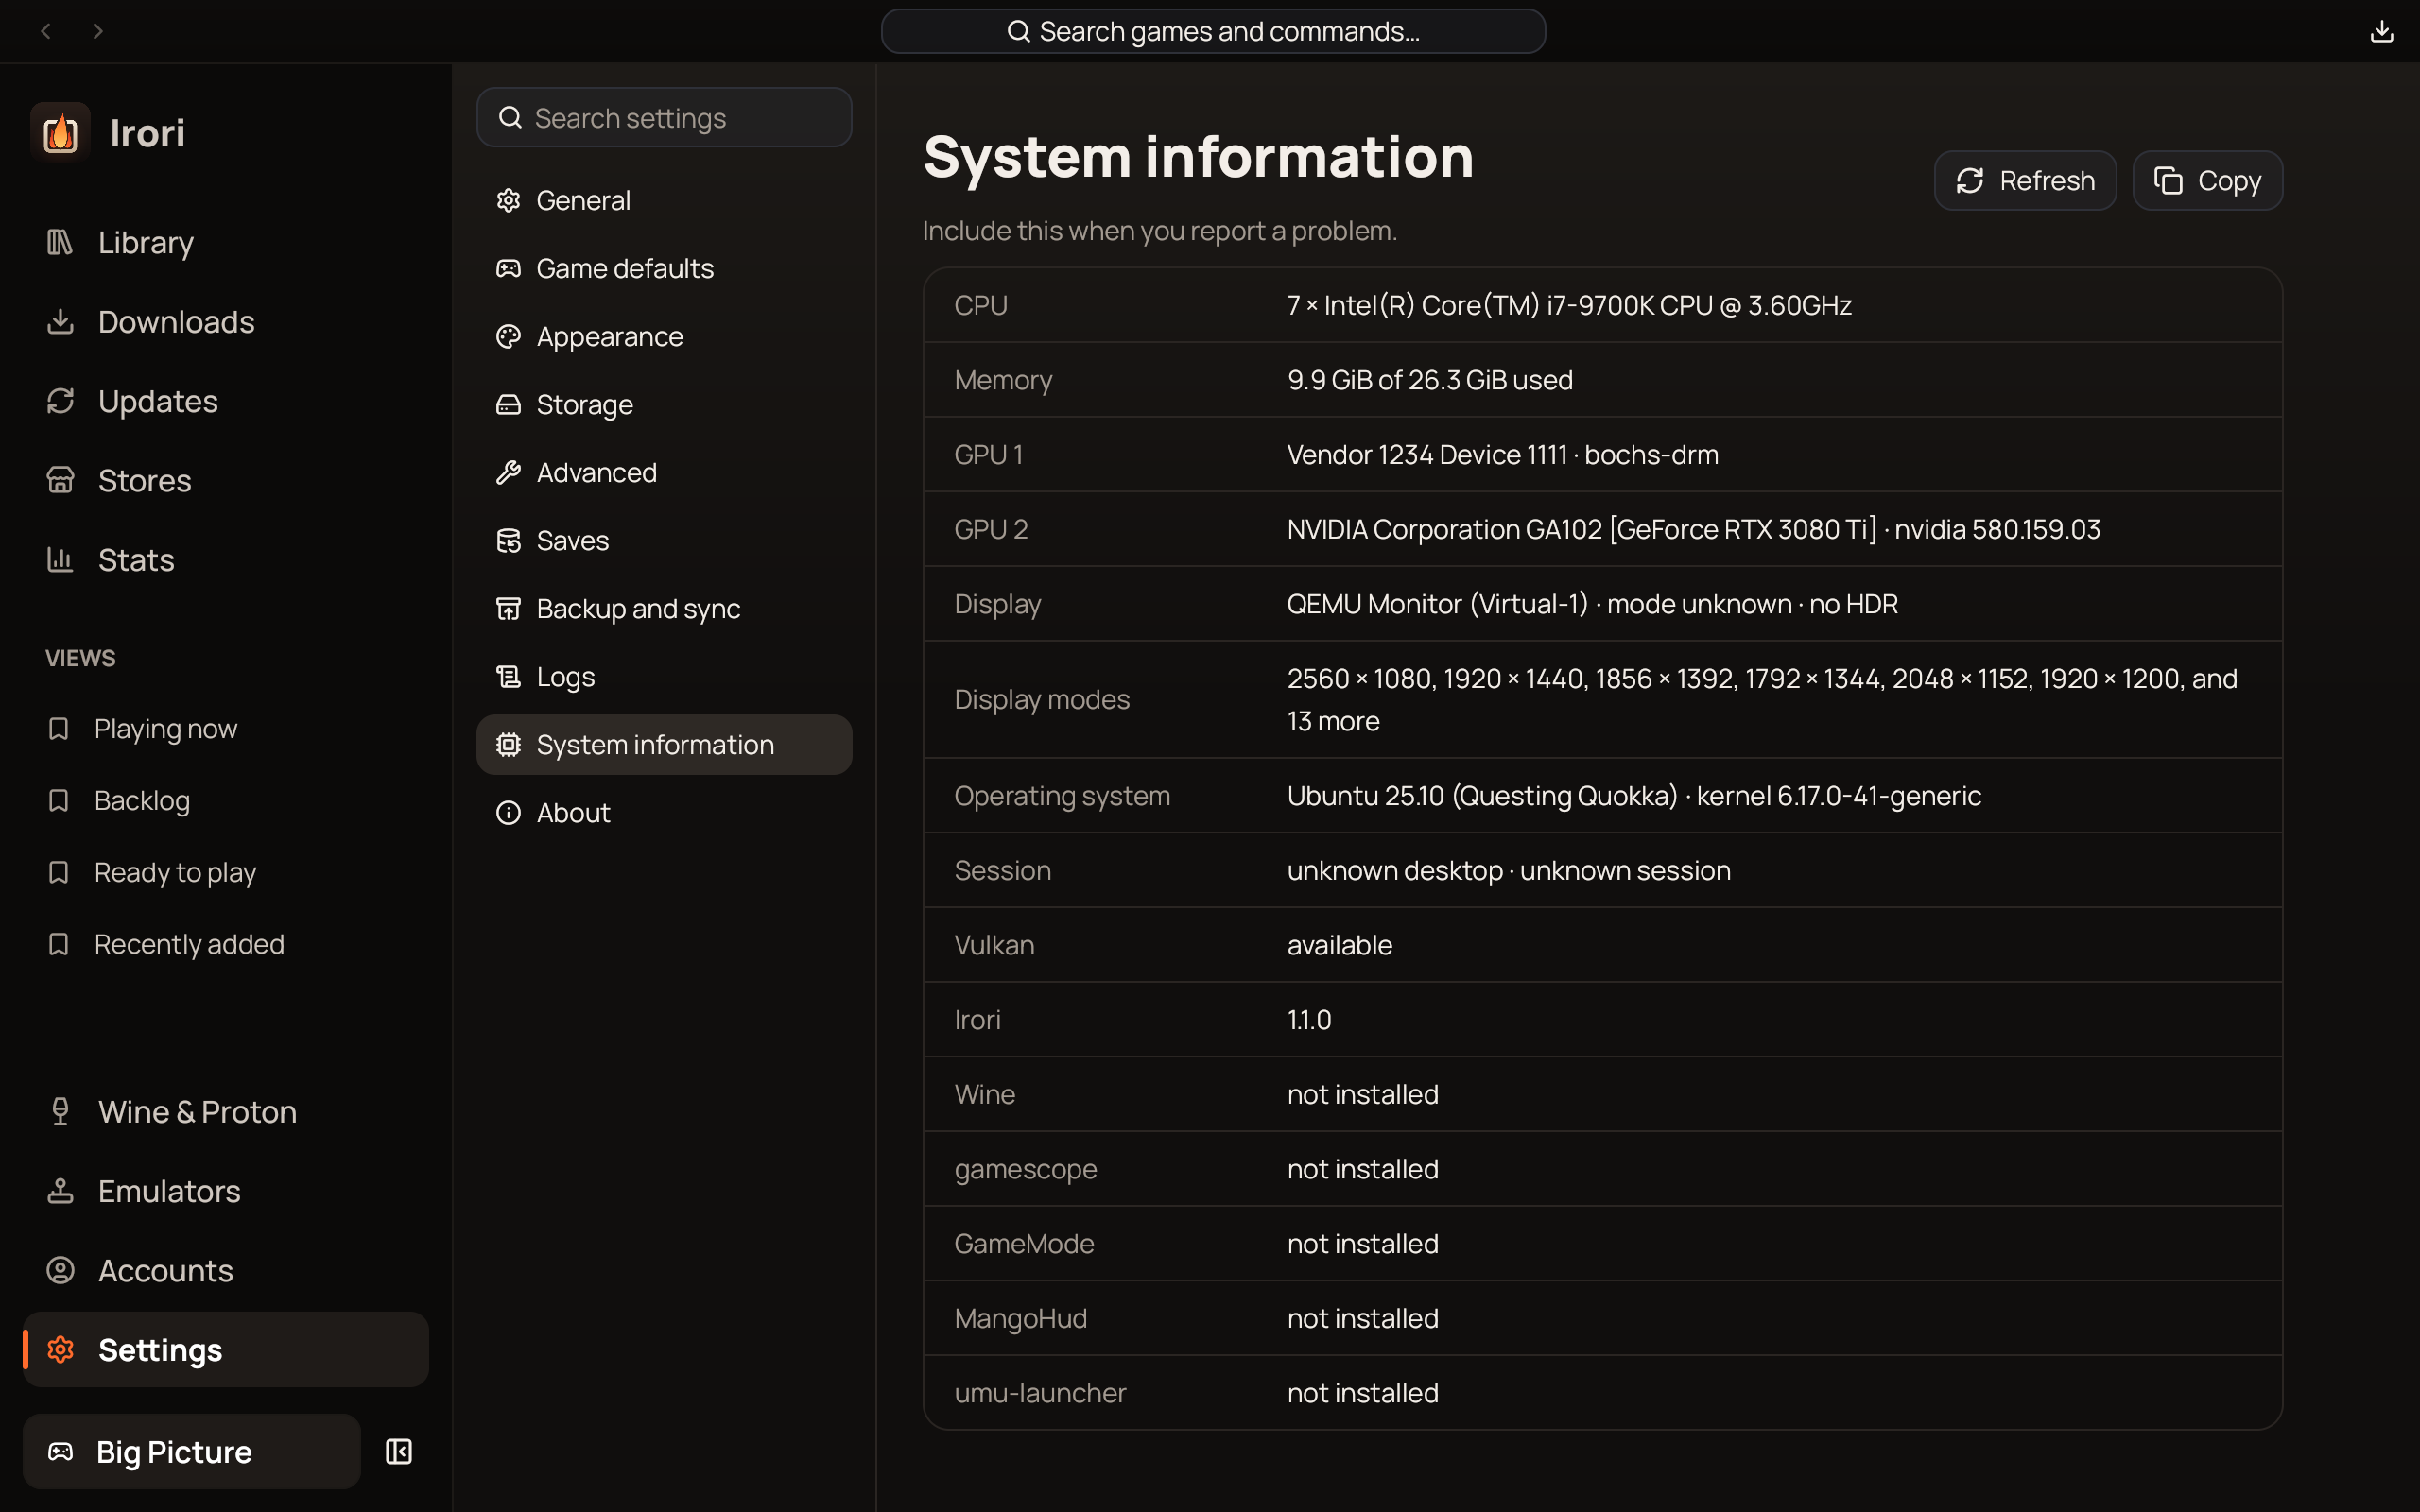 Search games and commands...
Irori
Library
Downloads
Updates
Stores
Stats
VIEWS
Playing now
Backlog
Ready to play
Recently added
Wine & Proton
Emulators
Accounts
Settings
Big Picture
Search settings
General
Game defaults
Appearance
Storage
Advanced
Saves
Backup and sync
Logs
System information
About
System information
Include this when you report a problem.
Refresh
Copy
CPU 7 × Intel(R) Core(TM) i7-9700K CPU @ 3.60GHz
Memory 9.9 GiB of 26.3 GiB used
GPU 1 Vendor 1234 Device 1111 · bochs-drm
GPU 2 NVIDIA Corporation GA102 [GeForce RTX 3080 Ti] · nvidia 580.159.03
Display QEMU Monitor (Virtual-1) · mode unknown · no HDR
Display modes 2560 × 1080, 1920 × 1440, 1856 × 1392, 1792 × 1344, 2048 × 1152, 1920 × 1200, and
13 more
Operating system Ubuntu 25.10 (Questing Quokka) · kernel 6.17.0-41-generic
Session unknown desktop · unknown session
Vulkan available
Irori 1.1.0
Wine not installed
gamescope not installed
GameMode not installed
MangoHud not installed
umu-launcher not installed